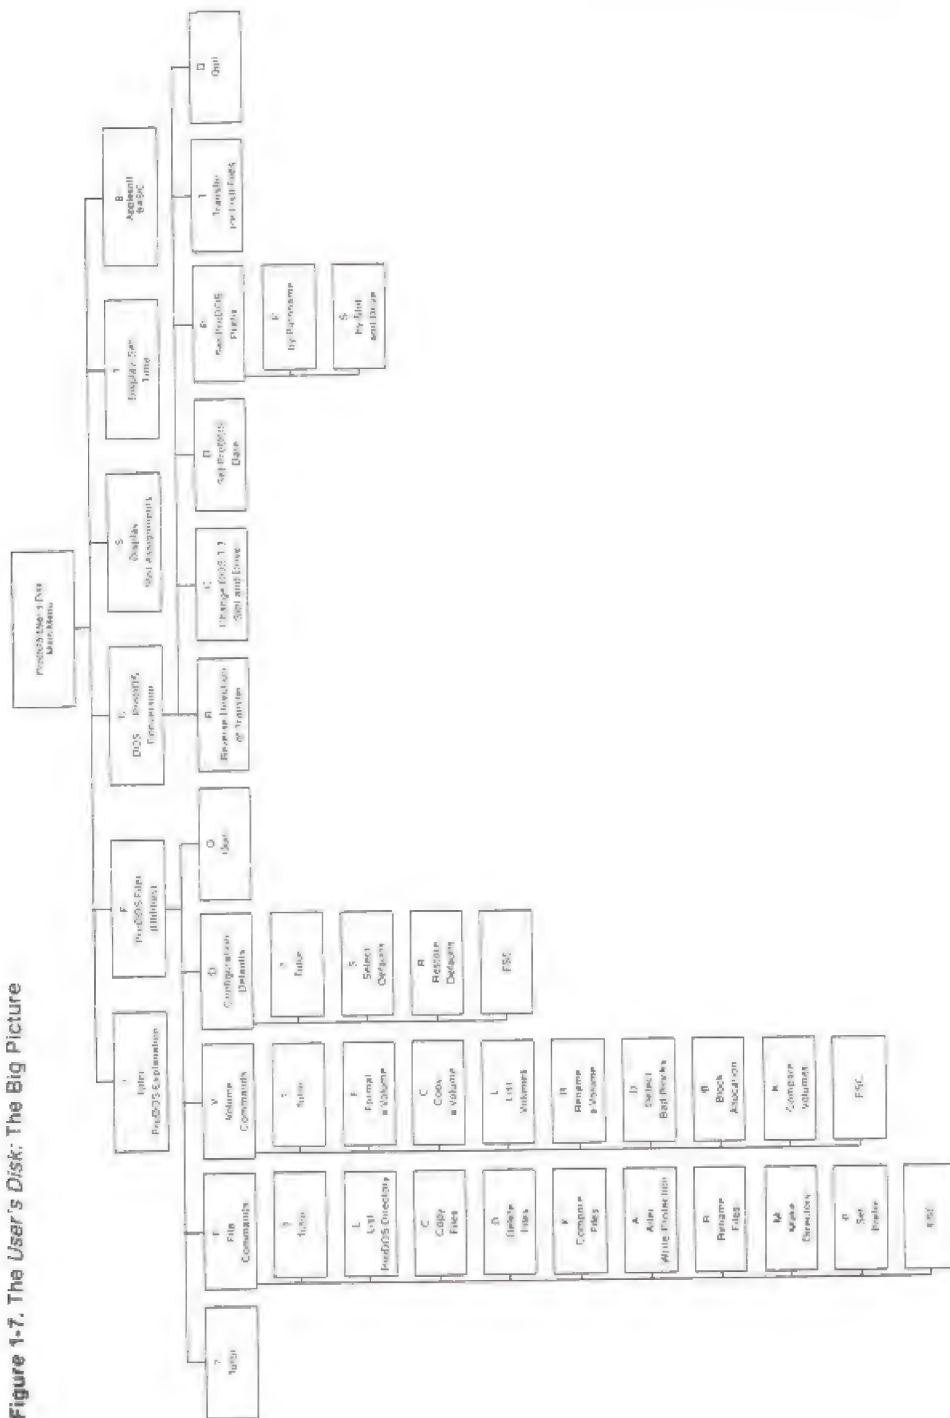 Figure 1-7. The User's Disk: The Big Picture
ProDOS User's Disk
Main Menu
?
Tutor:
ProDOS Explanation
F
ProDOS Filer
(Utilities)
C
DOS ProDOS
Conversion
S
Display
Slot Assignments
T
Display/Set
Time
B
Applesoft
BASIC
?
Tutor
F
File
Commands
V
Volume
Commands
D
Configuration
Defaults
Q
Quit
R
Reverse Direction
of Transfer
C
Change DOS 3.3
Slot and Drive
D
Set ProDOS
Date
P
Set ProDOS
Prefix
T
Transfer
(or List) Files
Q
Quit
?
Tutor
L
List
ProDOS Directory
C
Copy
Files
D
Delete
Files
K
Compare
Files
A
Alter
Write-Protection
R
Rename
Files
M
Make
Directory
P
Set
Prefix
ESC
?
Tutor
F
Format
a Volume
C
Copy
a Volume
L
List
Volumes
R
Rename
a Volume
D
Detect
Bad Blocks
B
Block
Allocation
K
Compare
Volumes
ESC
?
Tutor
S
Select
Defaults
R
Restore
Defaults
ESC
P
by Pathname
S
by Slot
and Drive